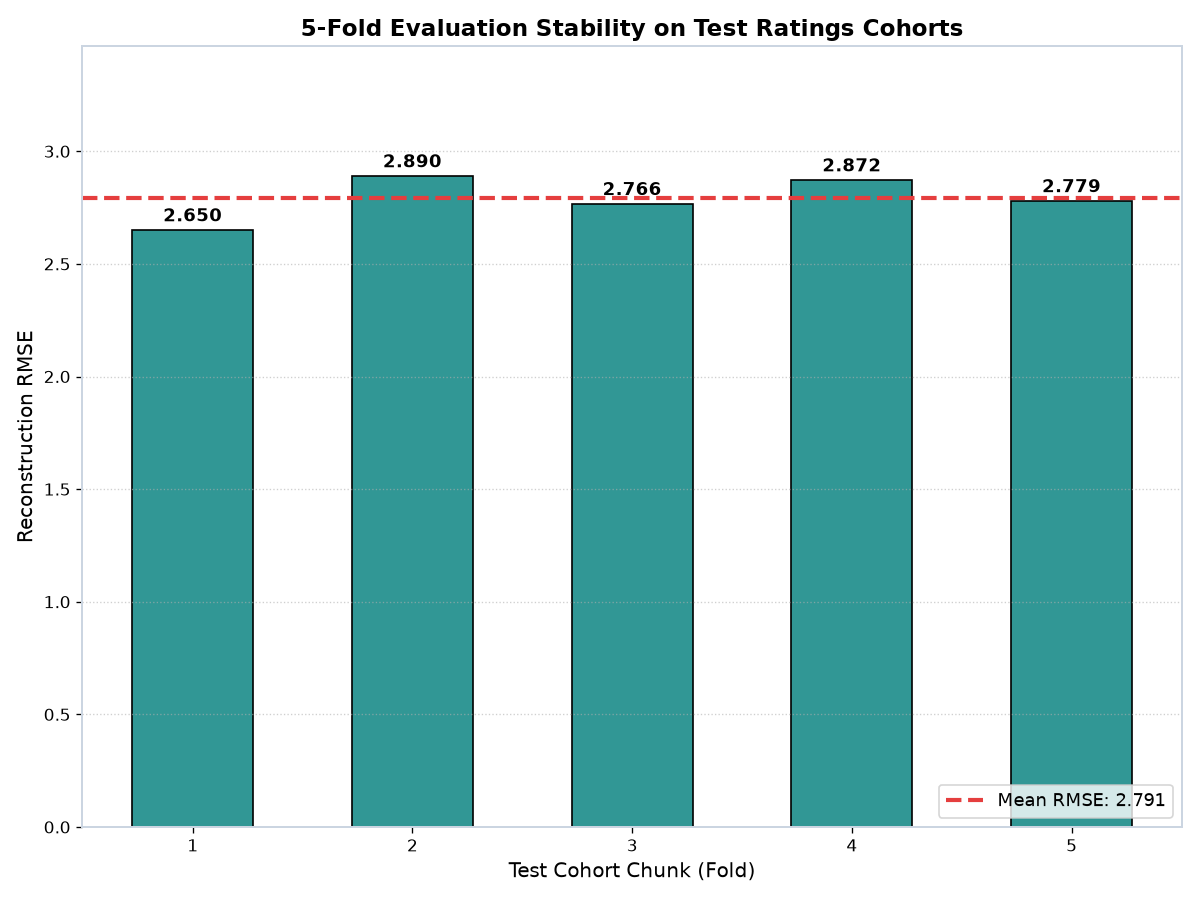 5-Fold Evaluation Stability on Test Ratings Cohorts
Reconstruction RMSE
3.0
2.5
2.0
1.5
1.0
0.5
0.0
2.650
2.890
2.766
2.872
2.779
Mean RMSE: 2.791
1 2 3 4 5
Test Cohort Chunk (Fold)